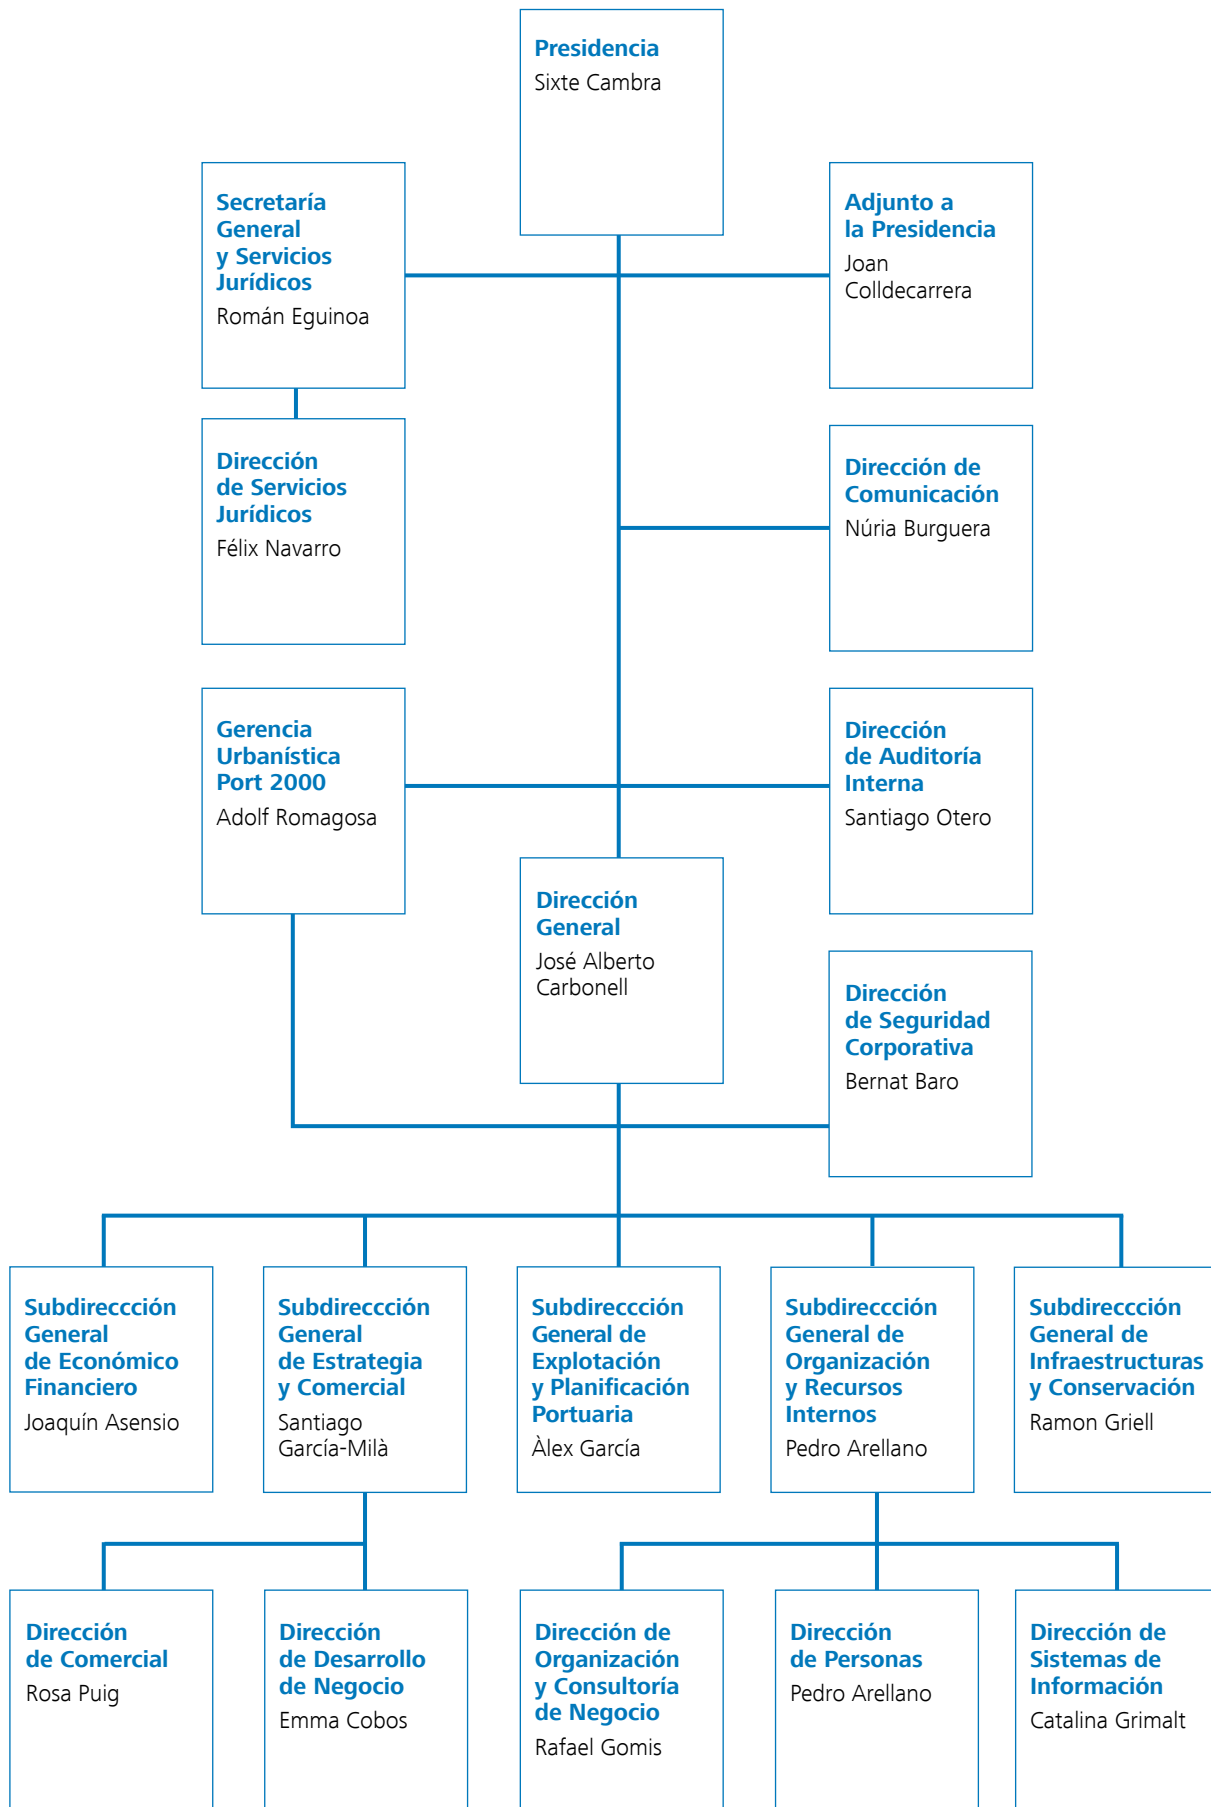 Presidencia
Sixte Cambra
Secretaría
General
y Servicios
Jurídicos
Román Eguinoa
Adjunto a
la Presidencia
Joan
Colldecarrera
Dirección
de Servicios
Jurídicos
Félix Navarro
Dirección de
Comunicación
Núria Burguera
Gerencia
Urbanística
Port 2000
Adolf Romagosa
Dirección
de Auditoría
Interna
Santiago Otero
Dirección
General
José Alberto
Carbonell
Dirección
de Seguridad
Corporativa
Bernat Baro
Subdireccción
General
de Económico
Financiero
Joaquín Asensio
Subdireccción
General
de Estrategia
y Comercial
Santiago
García-Milà
Subdireccción
General de
Explotación
y Planificación
Portuaria
Àlex García
Subdireccción
General de
Organización
y Recursos
Internos
Pedro Arellano
Subdireccción
General de
Infraestructuras
y Conservación
Ramon Griell
Dirección
de Comercial
Rosa Puig
Dirección
de Desarrollo
de Negocio
Emma Cobos
Dirección de
Organización
y Consultoría
de Negocio
Rafael Gomis
Dirección
de Personas
Pedro Arellano
Dirección de
Sistemas de
Información
Catalina Grimalt